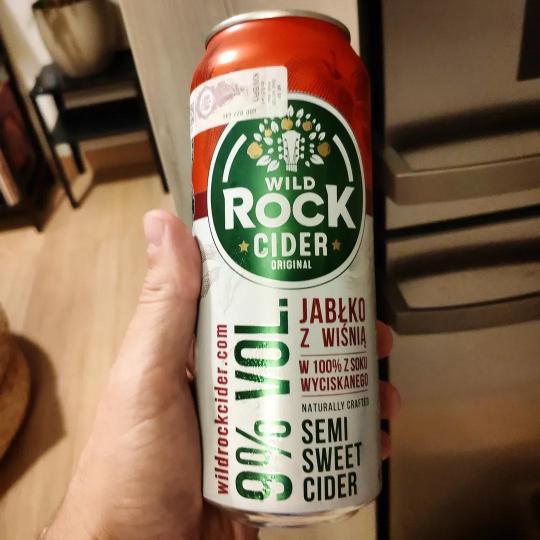 WILD
ROCK
CIDER
ORIGINAL
wildrockcider.com
9% VOL.
JABŁKO
Z WIŚNIĄ
W 100% Z SOKU
WYCISKANEGO
NATURALLY CRAFTED
SEMI
SWEET
CIDER